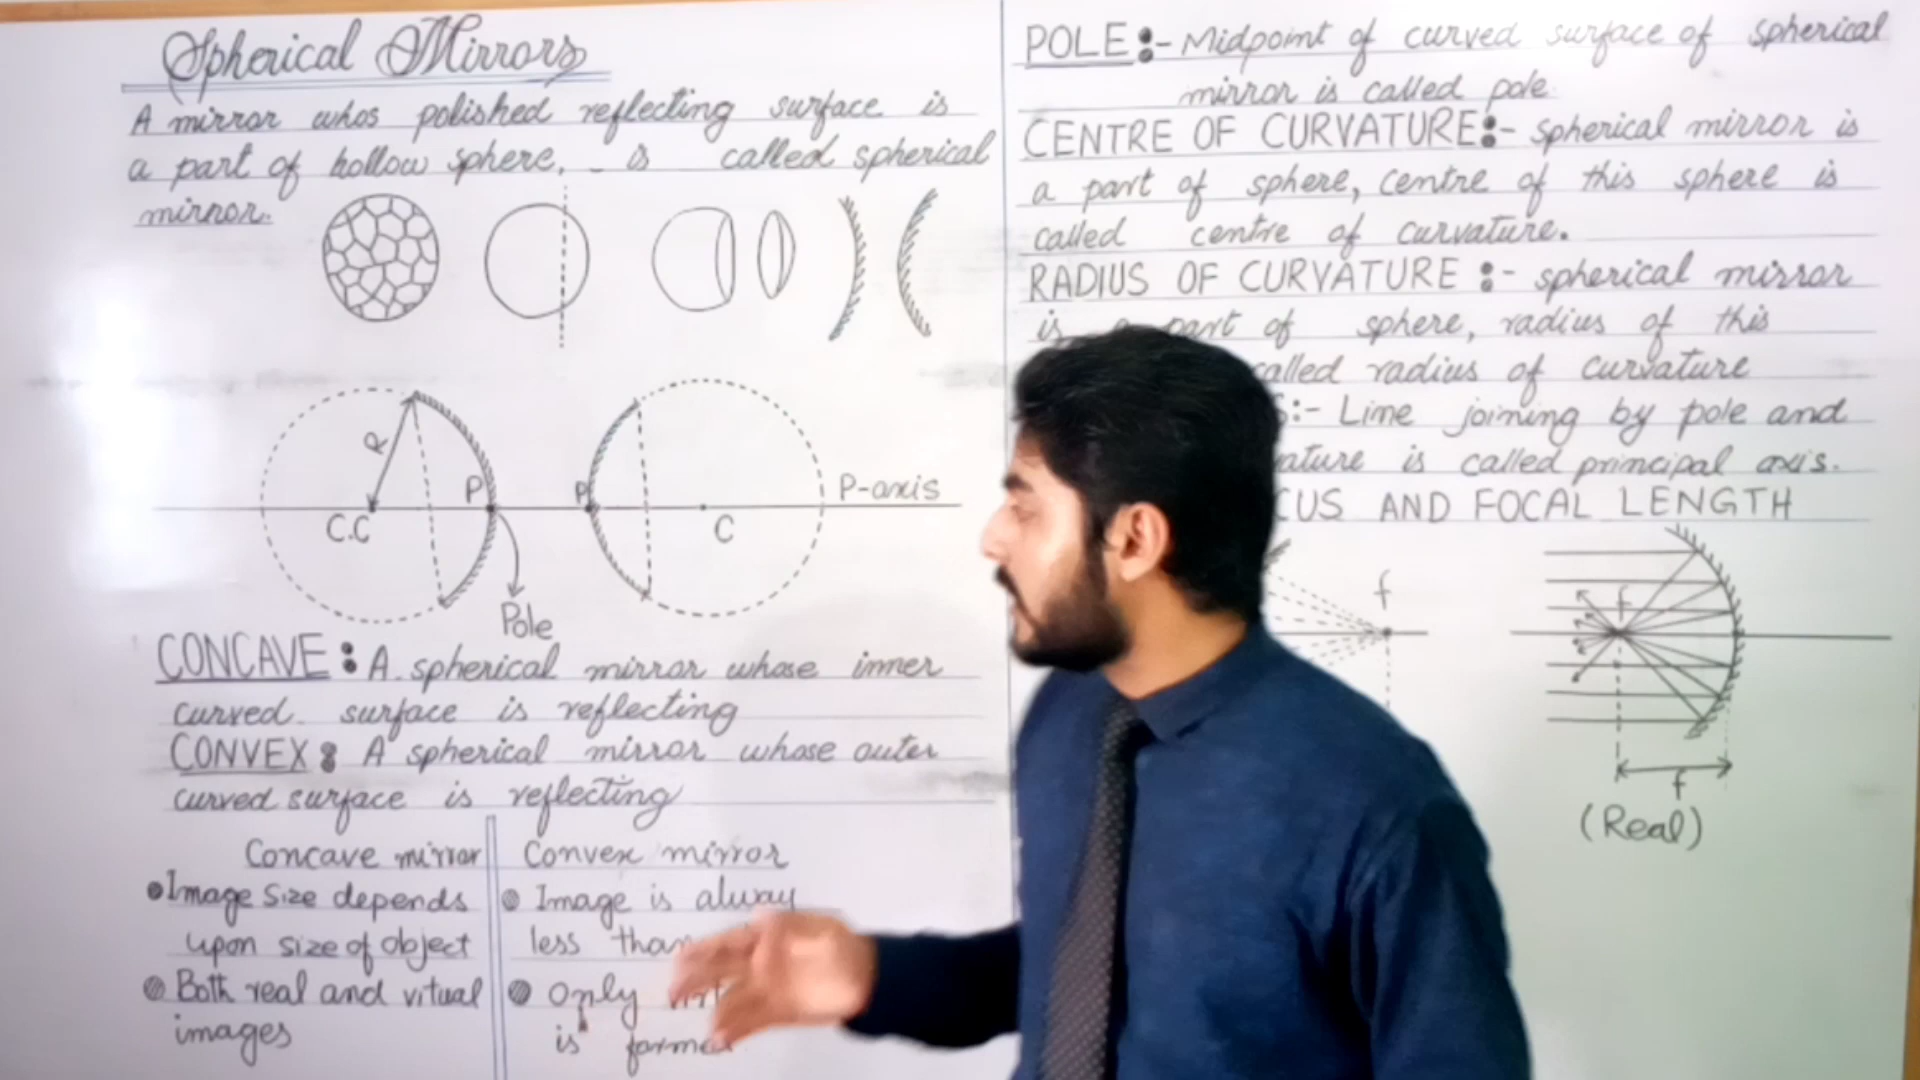 Spherical Mirrors
A mirror whos polished reflecting surface is
a part of hollow sphere, is called spherical
mirror.
R
P
P
P-axis
C.C
C
Pole
CONCAVE: A spherical mirror whose inner
curved surface is reflecting
CONVEX: A spherical mirror whose outer
curved surface is reflecting
Concave mirror
Image Size depends
upon size of object
Both real and vitual
images
Convex mirror
Image is alway
less than
Only
is formed
POLE:- Midpoint of curved surface of spherical
mirror is called pole.
CENTRE OF CURVATURE:- Spherical mirror is
a part of sphere, centre of this sphere is
called centre of curvature.
RADIUS OF CURVATURE :- spherical mirror
is a part of sphere, radius of this
called radius of curvature
:- Line joining by pole and
is called principal axis.
AND FOCAL LENGTH
f
f
f
(Real)